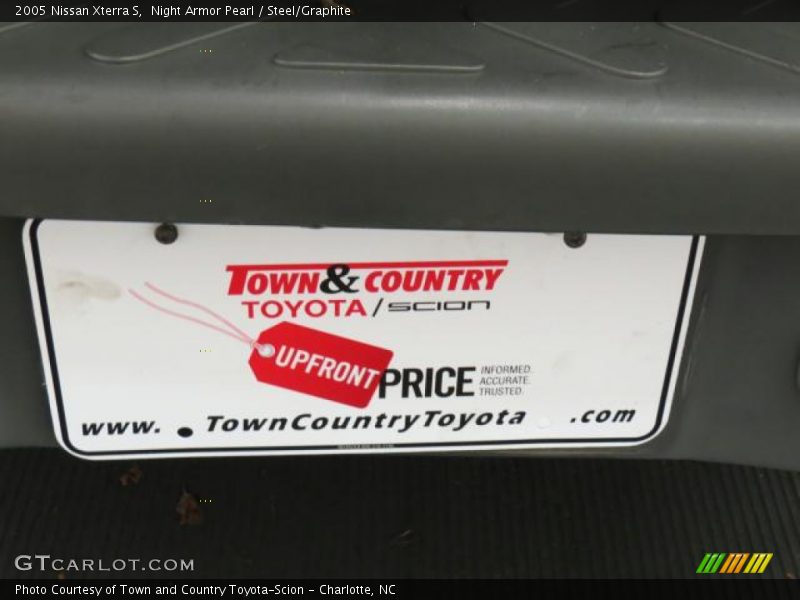 2005 Nissan Xterra S, Night Armor Pearl / Steel/Graphite
TOWN & COUNTRY
TOYOTA / SCION
UPFRONT PRICE
INFORMED.
ACCURATE.
TRUSTED.
www. TownCountryToyota .com
GTCARLOT.COM
Photo Courtesy of Town and Country Toyota-Scion - Charlotte, NC